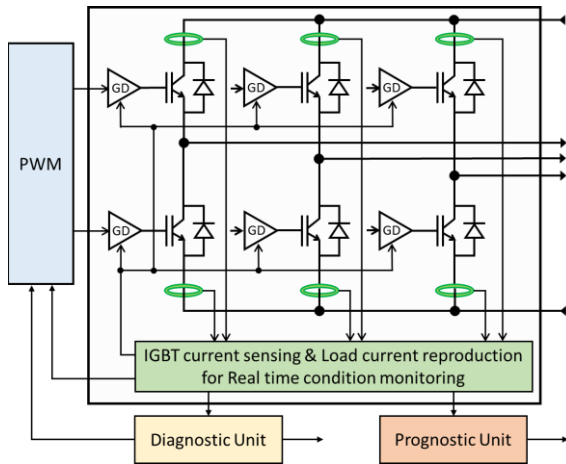 GD
GD
GD
PWM
GD
GD
GD
IGBT current sensing & Load current reproduction
for Real time condition monitoring
Diagnostic Unit
Prognostic Unit